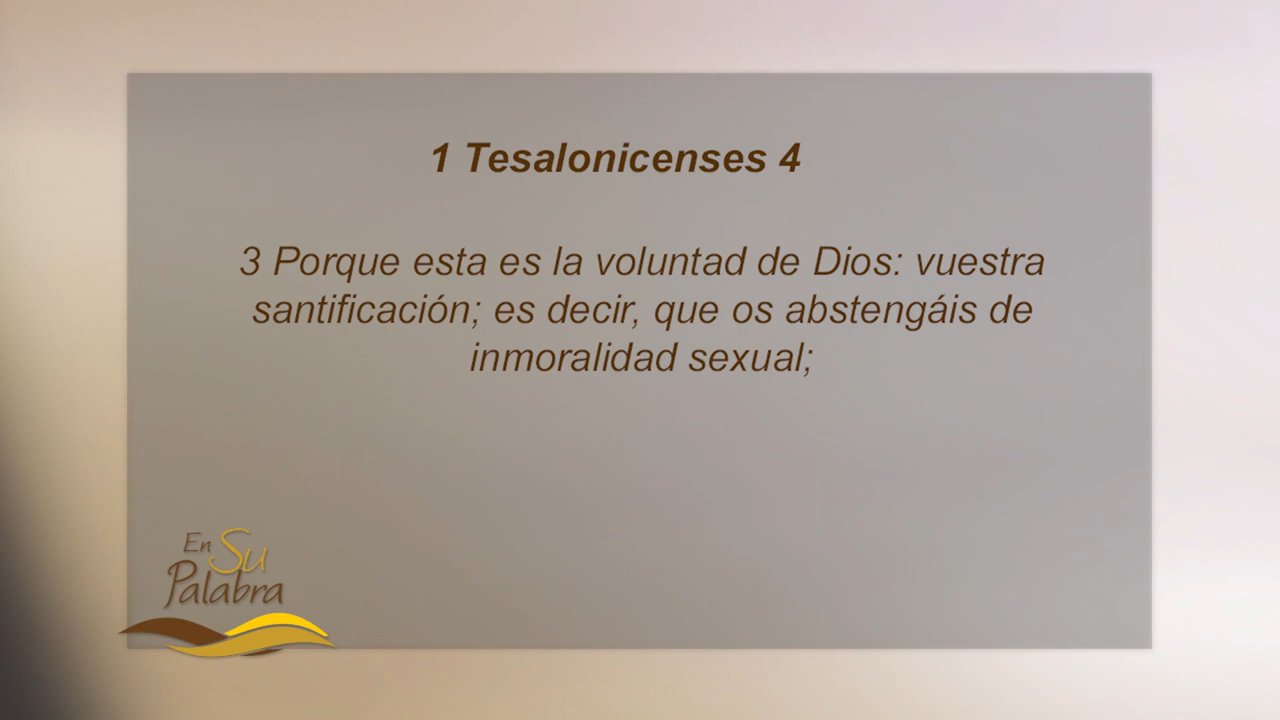 1 Tesalonicenses 4
3 Porque esta es la voluntad de Dios: vuestra
santificación; es decir, que os abstengáis de
inmoralidad sexual;
En Su
Palabra